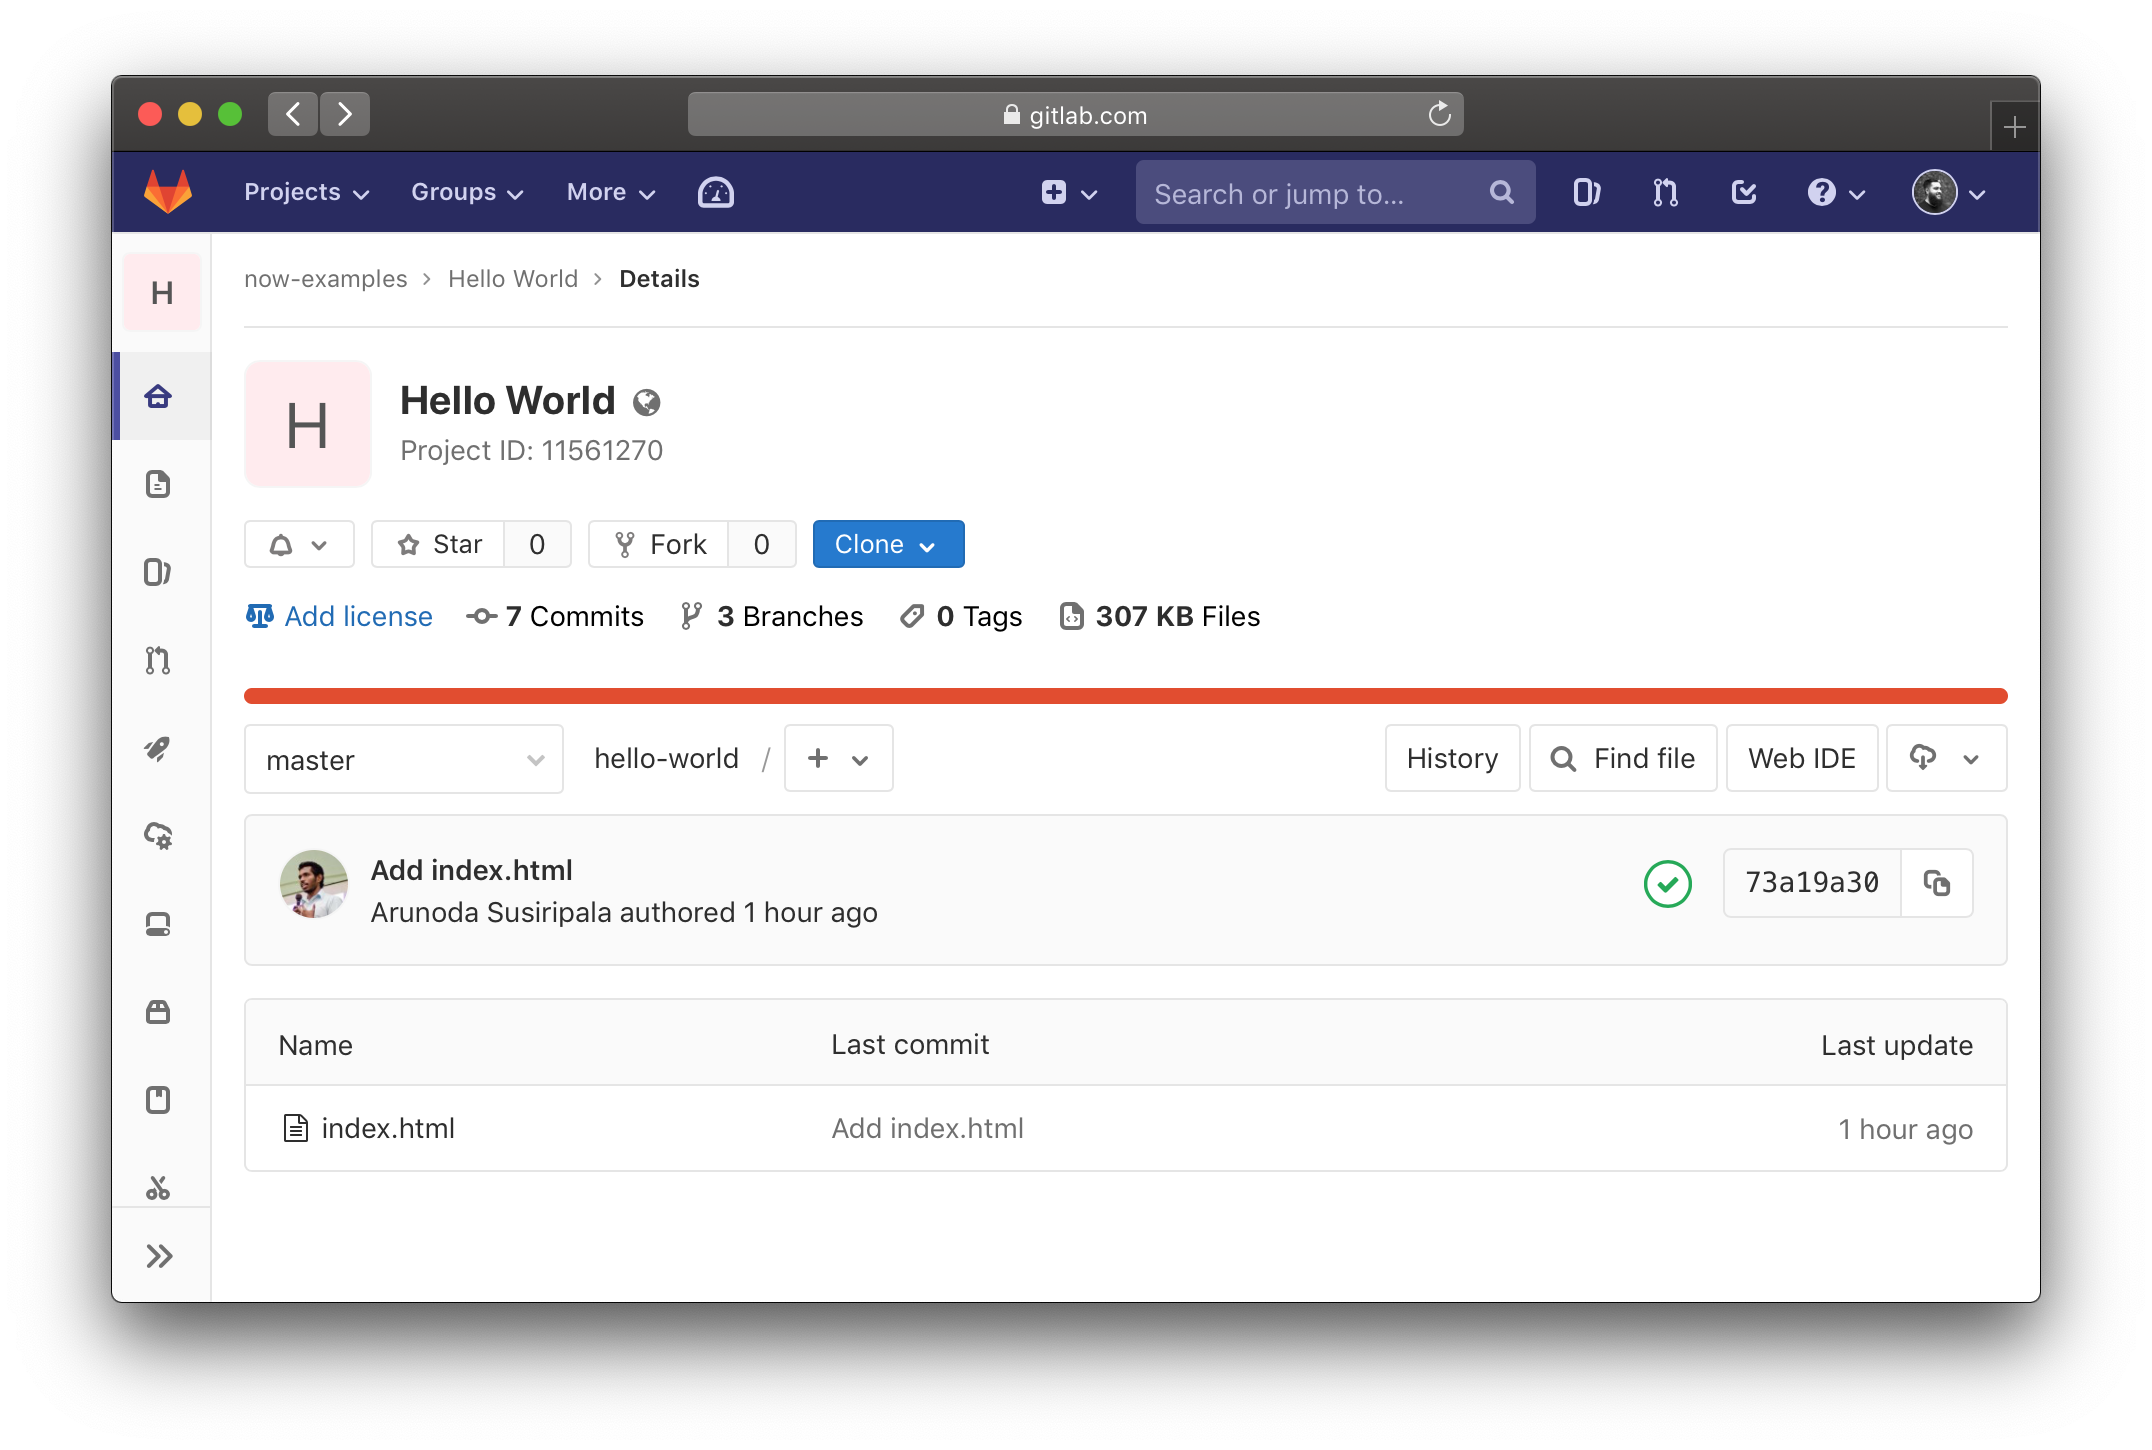 gitlab.com
Projects Groups More Search or jump to...
H
now-examples › Hello World › Details
H
Hello World
Project ID: 11561270
Star 0 Fork 0 Clone
Add license 7 Commits 3 Branches 0 Tags 307 KB Files
master hello-world / + History Find file Web IDE
Add index.html
Arunoda Susiripala authored 1 hour ago
73a19a30
Name Last commit Last update
index.html Add index.html 1 hour ago